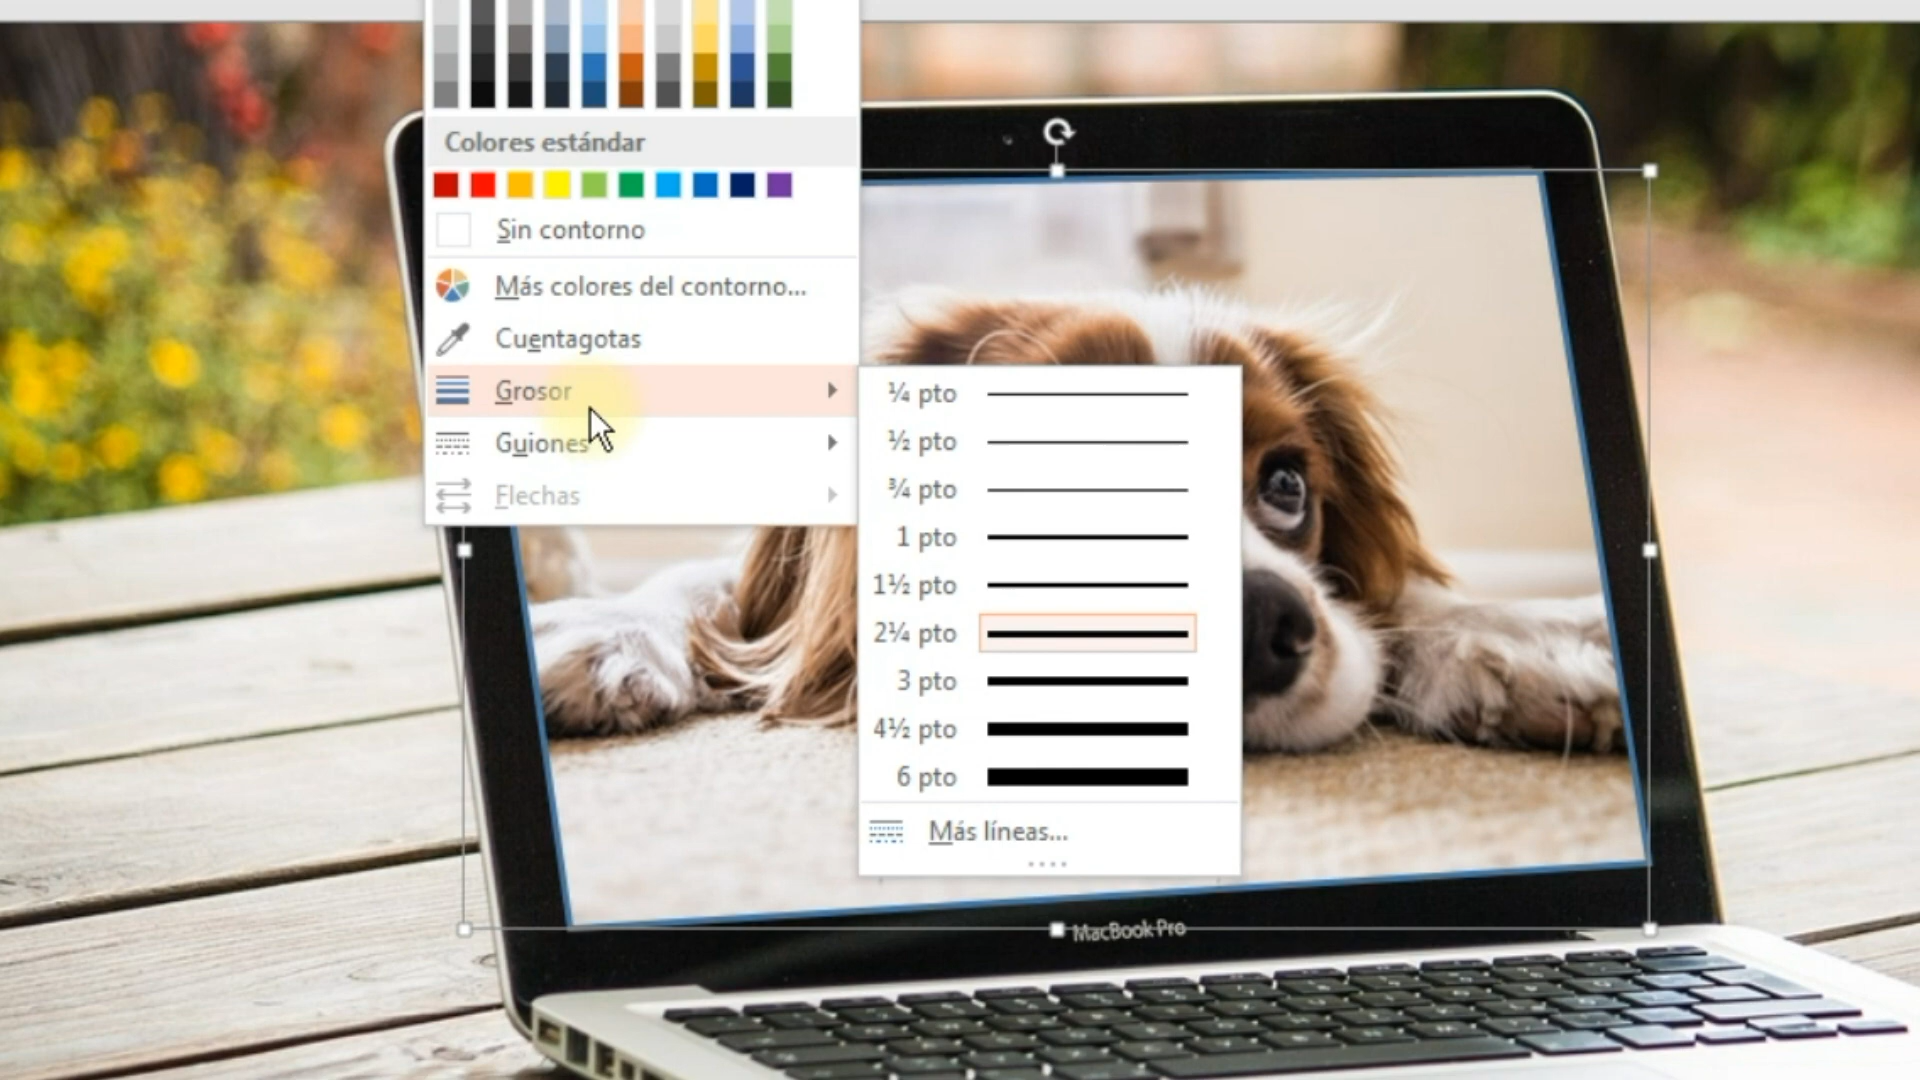 Colores estándar
Sin contorno
Más colores del contorno...
Cuentagotas
Grosor
Guiones
Flechas
¼ pto
½ pto
¾ pto
1 pto
1½ pto
2¼ pto
3 pto
4½ pto
6 pto
Más líneas...
MacBook Pro